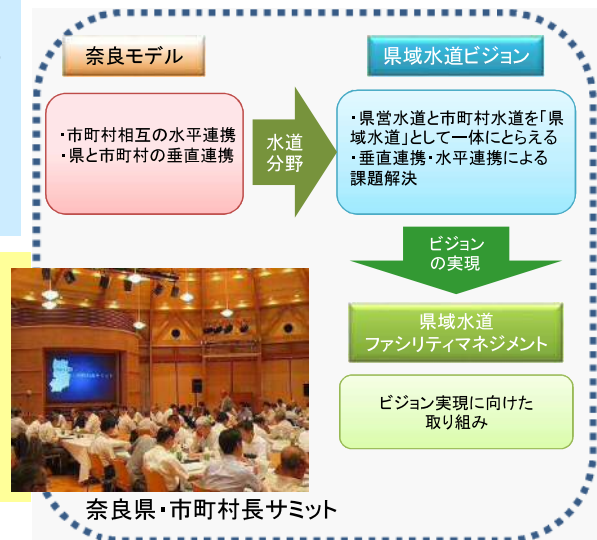 奈良モデル
・市町村相互の水平連携
・県と市町村の垂直連携
水道
分野
県域水道ビジョン
・県営水道と市町村水道を「県
域水道」として一体にとらえる
・垂直連携・水平連携による
課題解決
ビジョン
の実現
県域水道
ファシリティマネジメント
ビジョン実現に向けた
取り組み
奈良県・市町村長サミット